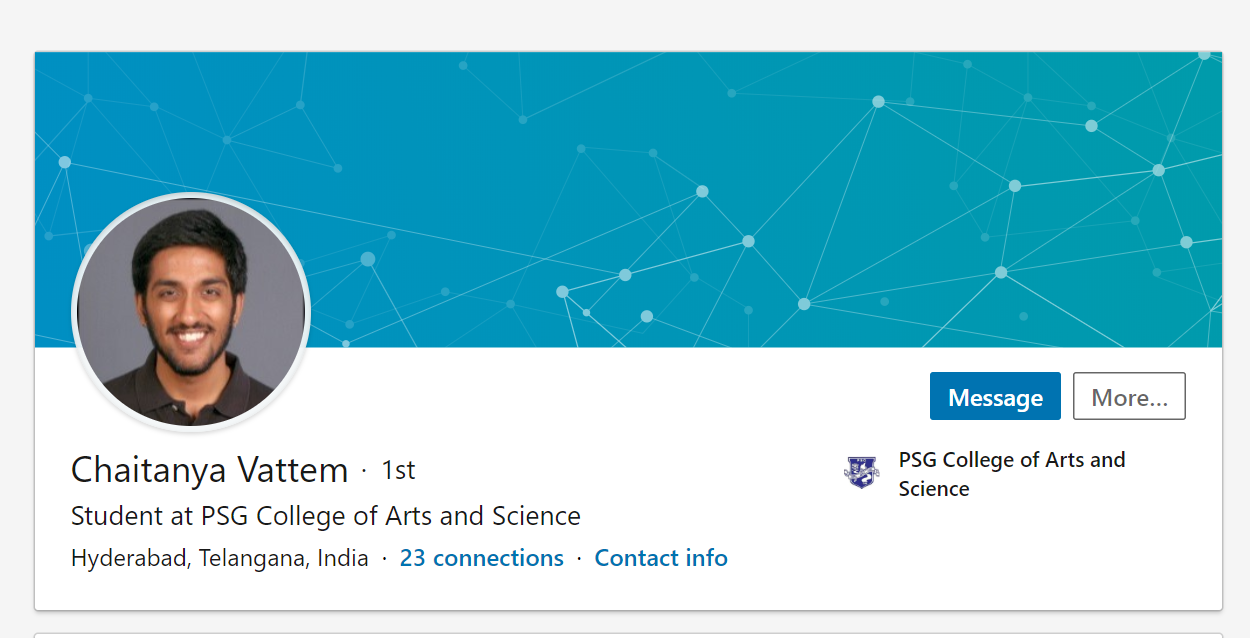 Message
More...
Chaitanya Vattem · 1st
PSG College of Arts and
Science
Student at PSG College of Arts and Science
Hyderabad, Telangana, India · 23 connections · Contact info